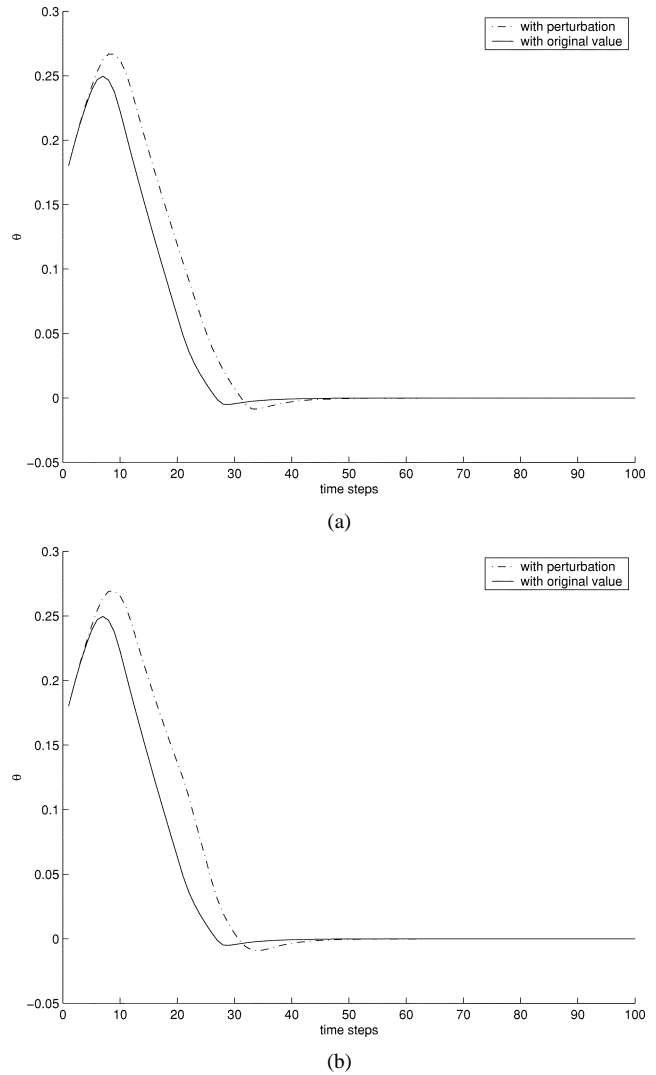 0.3
with perturbation
with original value
0.25
0.2
0.15
θ
0.1
0.05
0
−0.05
0 10 20 30 40 50 60 70 80 90 100
time steps
(a)
0.3
with perturbation
with original value
0.25
0.2
0.15
θ
0.1
0.05
0
−0.05
0 10 20 30 40 50 60 70 80 90 100
time steps
(b)